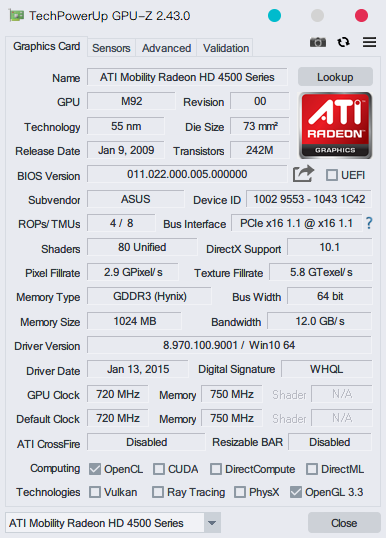 TechPowerUp GPU-Z 2.43.0
Graphics Card Sensors Advanced Validation
Name ATI Mobility Radeon HD 4500 Series Lookup
GPU M92 Revision 00
Technology 55 nm Die Size 73 mm²
Release Date Jan 9, 2009 Transistors 242M
ATI
RADEON
GRAPHICS
BIOS Version 011.022.000.005.000000 UEFI
Subvendor ASUS Device ID 1002 9553 - 1043 1C42
ROPs/TMUs 4 / 8 Bus Interface PCIe x16 1.1 @ x16 1.1 ?
Shaders 80 Unified DirectX Support 10.1
Pixel Fillrate 2.9 GPixel/s Texture Fillrate 5.8 GTexel/s
Memory Type GDDR3 (Hynix) Bus Width 64 bit
Memory Size 1024 MB Bandwidth 12.0 GB/s
Driver Version 8.970.100.9001 / Win10 64
Driver Date Jan 13, 2015 Digital Signature WHQL
GPU Clock 720 MHz Memory 750 MHz Shader N/A
Default Clock 720 MHz Memory 750 MHz Shader N/A
ATI CrossFire Disabled Resizable BAR Disabled
Computing OpenCL CUDA DirectCompute DirectML
Technologies Vulkan Ray Tracing PhysX OpenGL 3.3
ATI Mobility Radeon HD 4500 Series Close